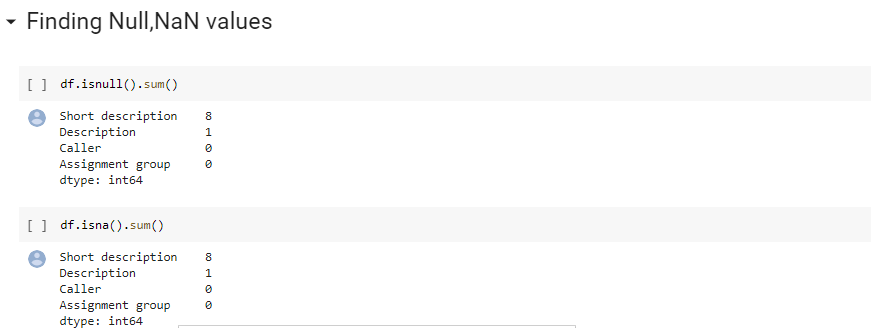 Finding Null,NaN values
[ ] df.isnull().sum()
Short description 8
Description 1
Caller 0
Assignment group 0
dtype: int64
[ ] df.isna().sum()
Short description 8
Description 1
Caller 0
Assignment group 0
dtype: int64